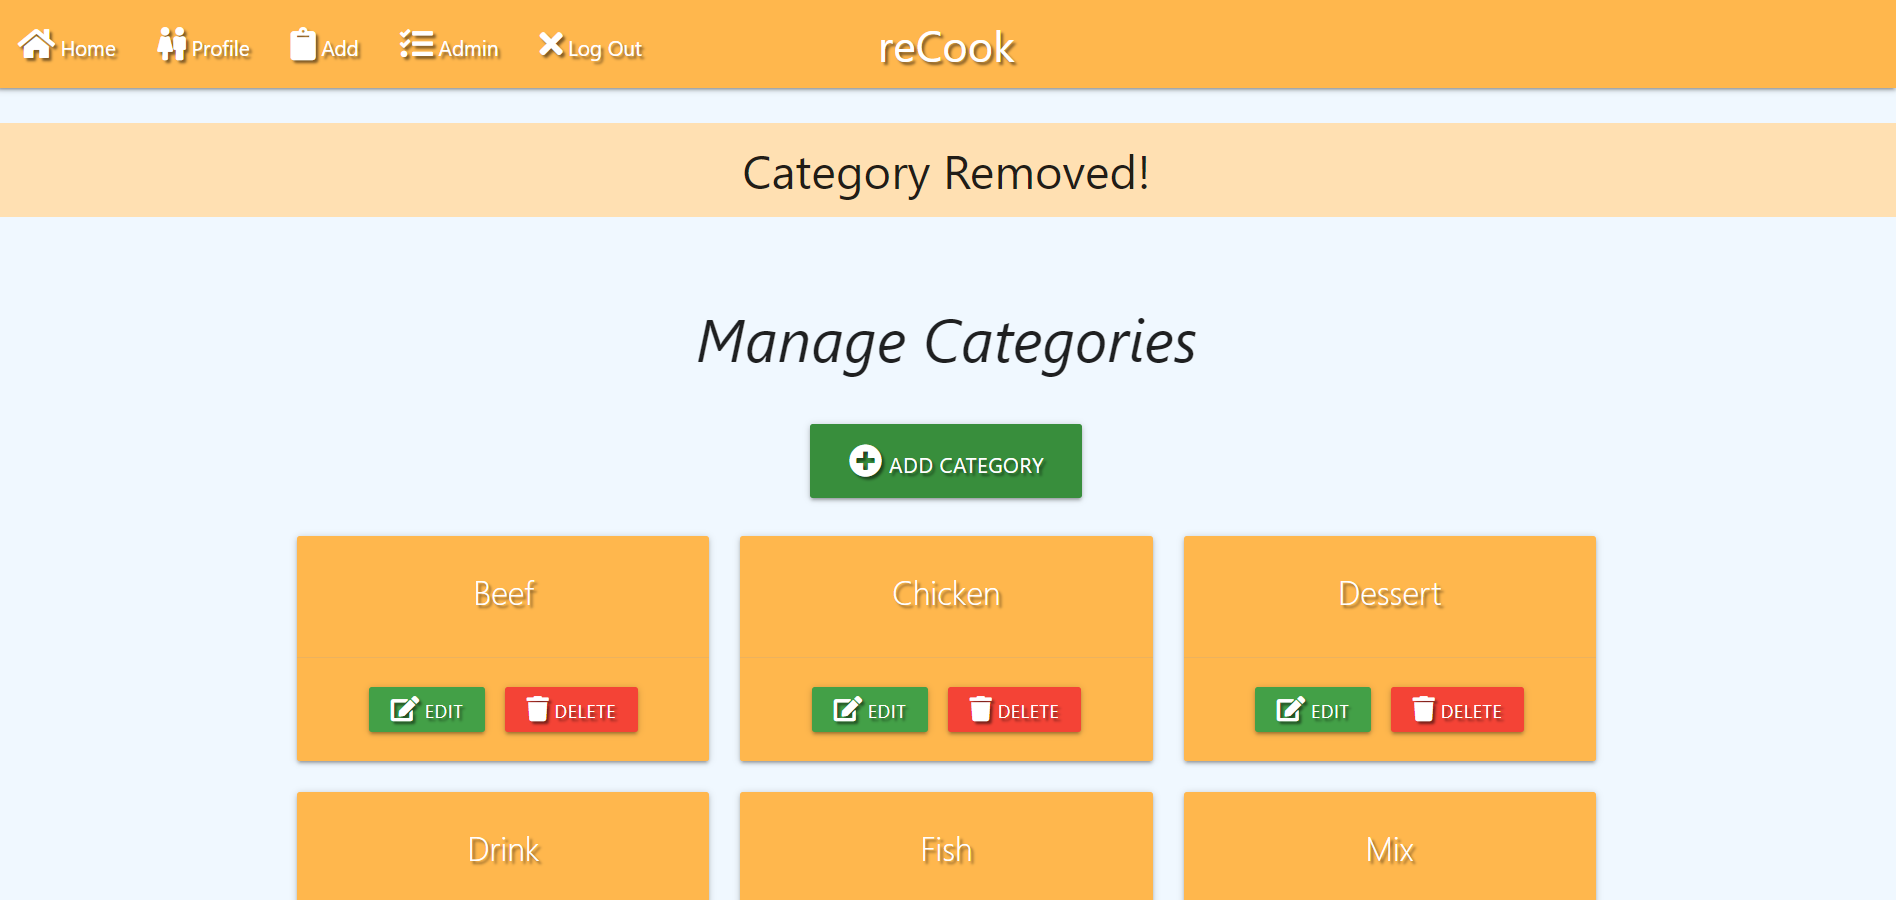 Home Profile Add Admin Log Out reCook
Category Removed!
Manage Categories
ADD CATEGORY
Beef Chicken Dessert
EDIT DELETE EDIT DELETE EDIT DELETE
Drink Fish Mix